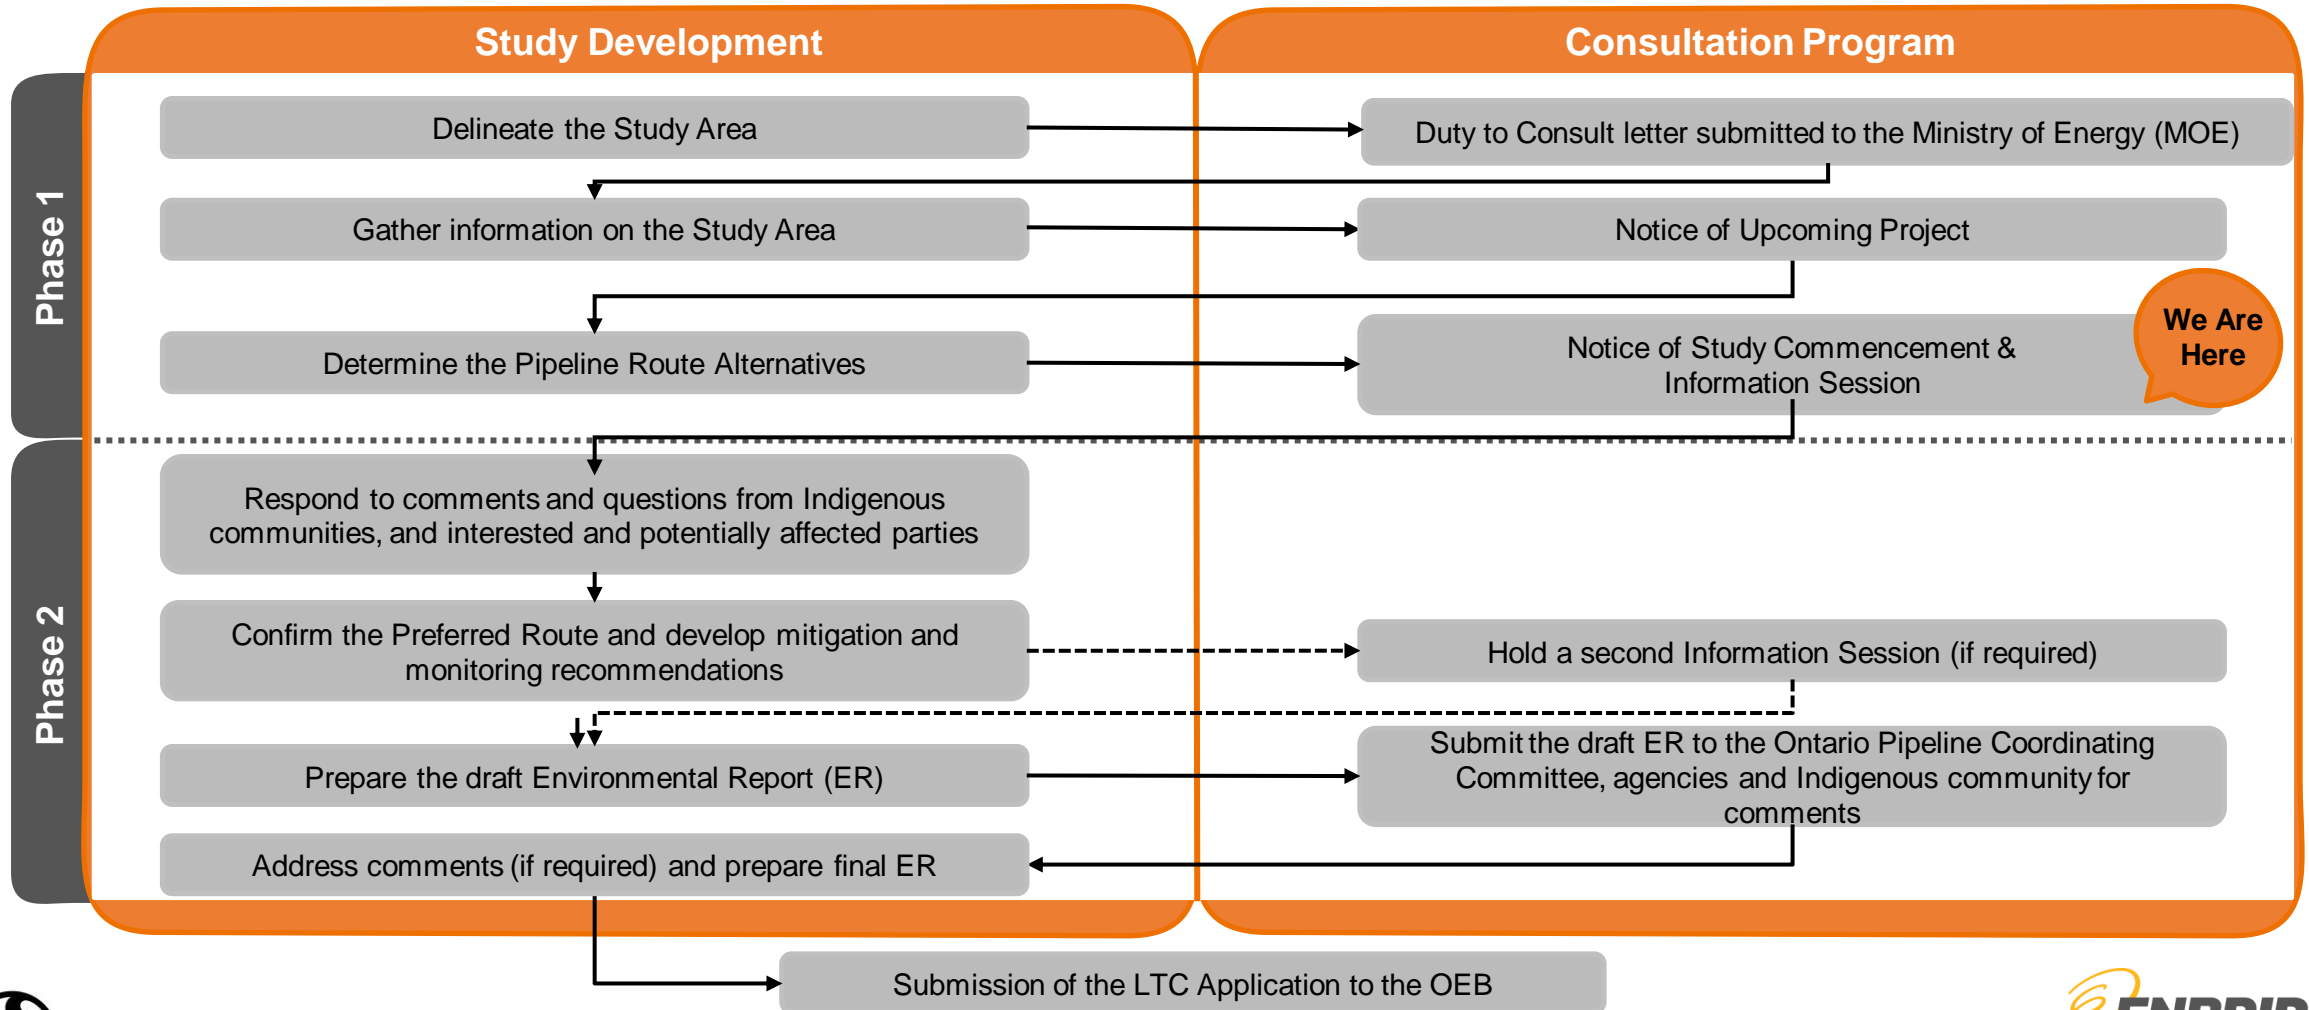 Study Development
Consultation Program
Phase 1
Delineate the Study Area
Duty to Consult letter submitted to the Ministry of Energy (MOE)
Gather information on the Study Area
Notice of Upcoming Project
Determine the Pipeline Route Alternatives
Notice of Study Commencement &
Information Session
We Are
Here
Phase 2
Respond to comments and questions from Indigenous
communities, and interested and potentially affected parties
Confirm the Preferred Route and develop mitigation and
monitoring recommendations
Hold a second Information Session (if required)
Prepare the draft Environmental Report (ER)
Submit the draft ER to the Ontario Pipeline Coordinating
Committee, agencies and Indigenous community for
comments
Address comments (if required) and prepare final ER
Submission of the LTC Application to the OEB